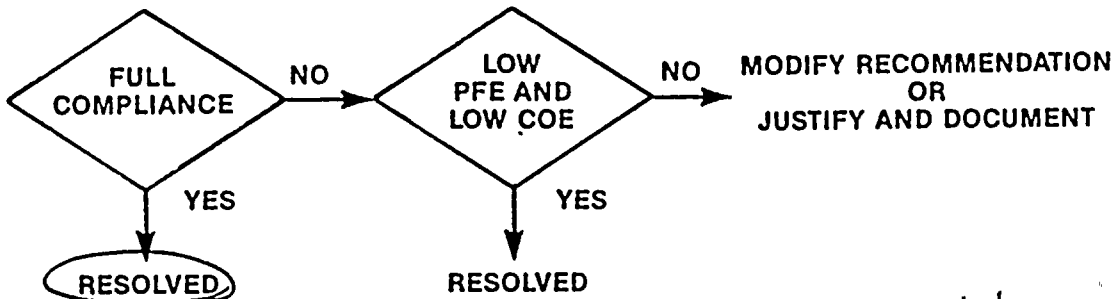 FULL
COMPLIANCE
NO
LOW
PFE AND
LOW COE
NO
MODIFY RECOMMENDATION
OR
JUSTIFY AND DOCUMENT
YES
YES
RESOLVED
RESOLVED